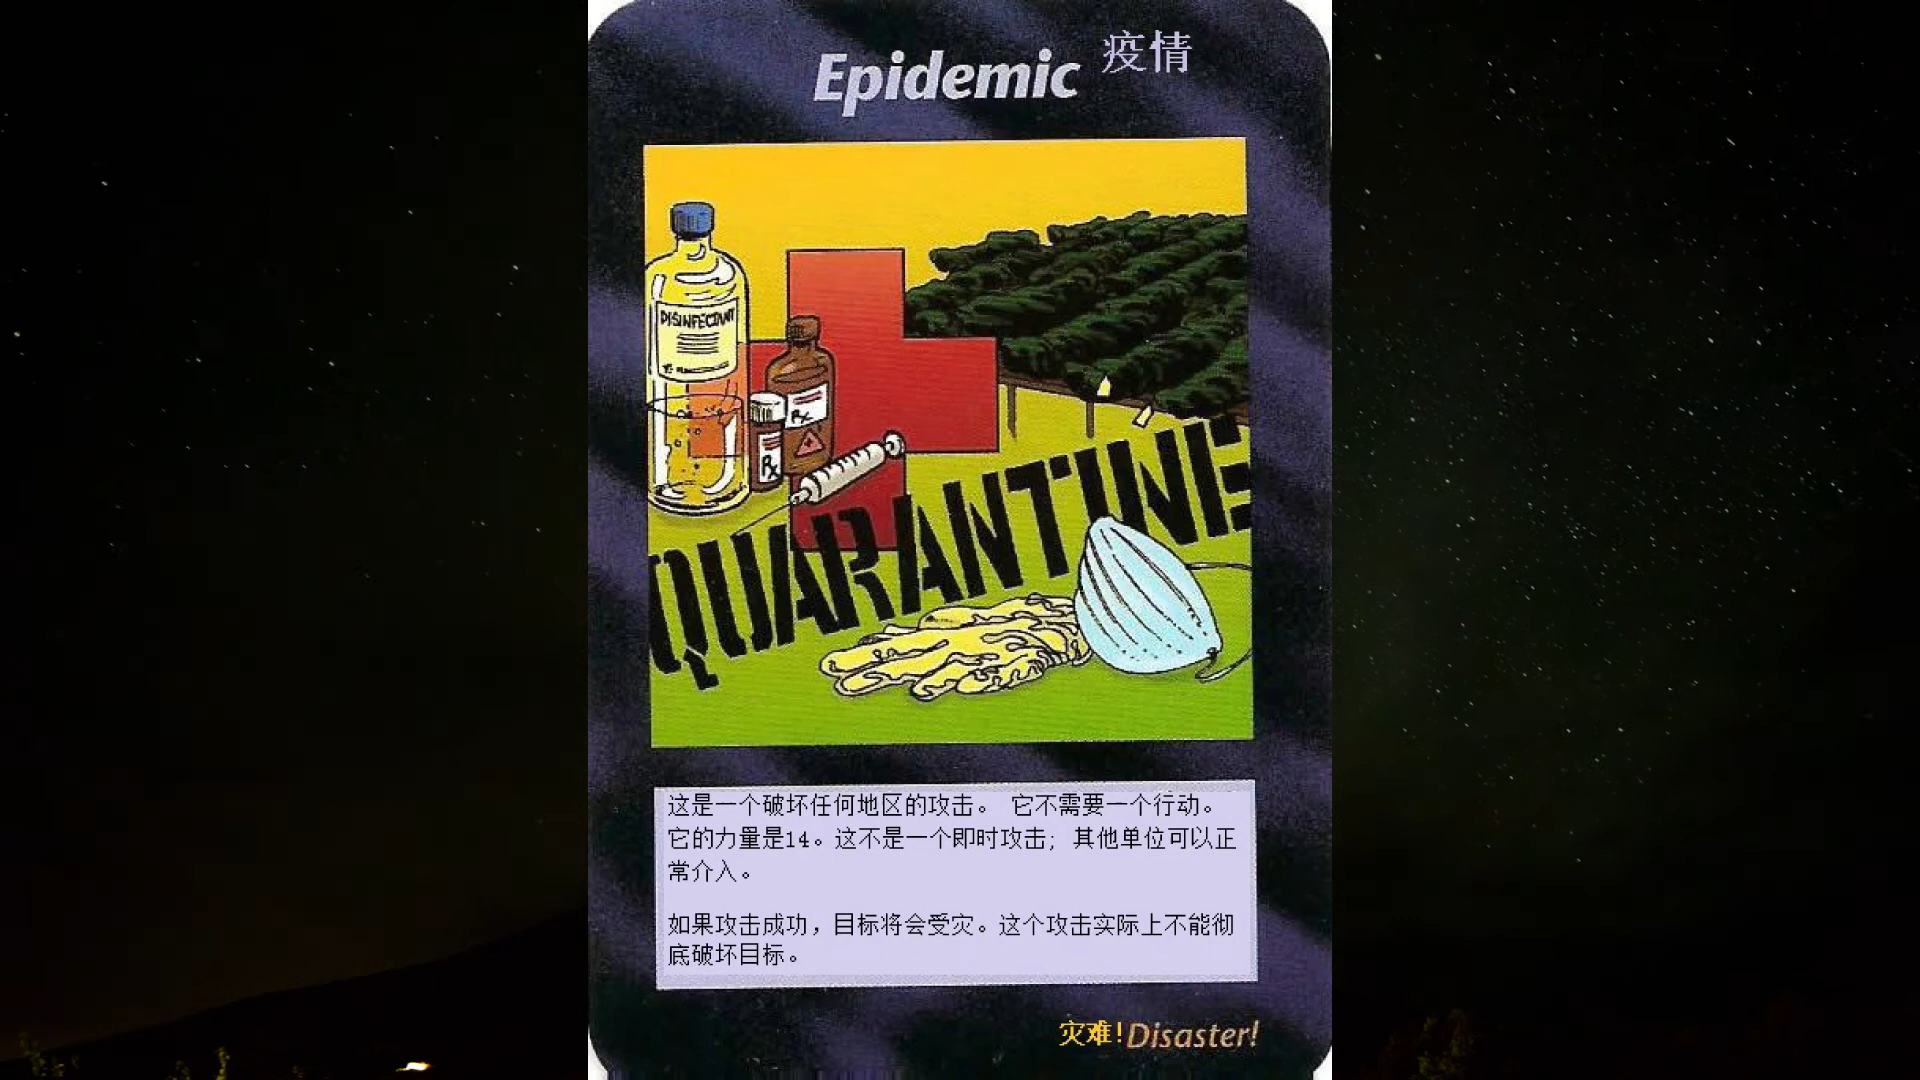 Epidemic 疫情
DISINFECTANT
Rx
Rx
QUARANTINE
这是一个破坏任何地区的攻击。 它不需要一个行动。
它的力量是14。这不是一个即时攻击；其他单位可以正
常介入。
如果攻击成功，目标将会受灾。这个攻击实际上不能彻
底破坏目标。
灾难!Disaster!